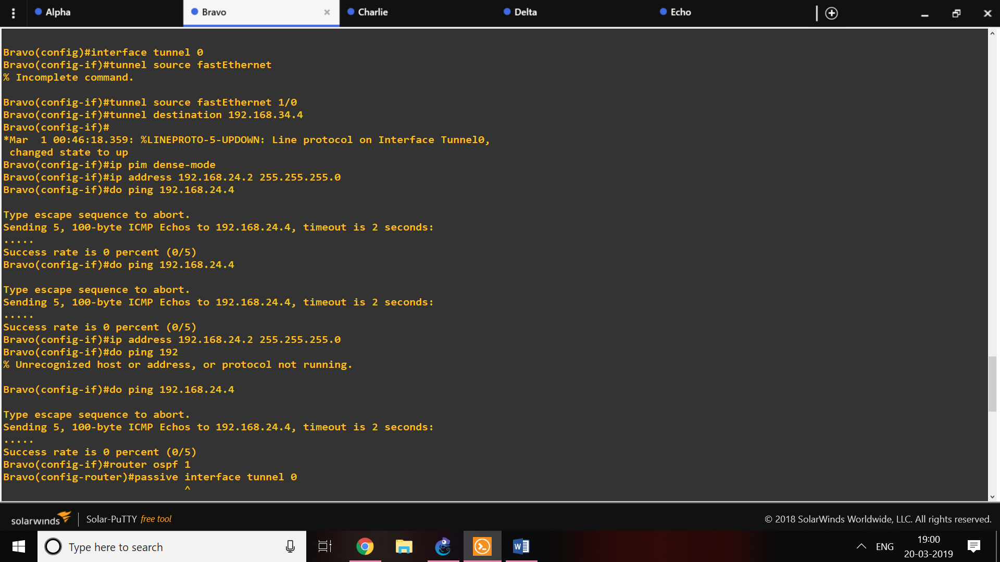 Alpha
Bravo
Charlie
Delta
Echo
Bravo(config)#interface tunnel 0
Bravo(config-if)#tunnel source fastEthernet
% Incomplete command.
Bravo(config-if)#tunnel source fastEthernet 1/0
Bravo(config-if)#tunnel destination 192.168.34.4
Bravo(config-if)#
*Mar  1 00:46:18.359: %LINEPROTO-5-UPDOWN: Line protocol on Interface Tunnel0,
 changed state to up
Bravo(config-if)#ip pim dense-mode
Bravo(config-if)#ip address 192.168.24.2 255.255.255.0
Bravo(config-if)#do ping 192.168.24.4
Type escape sequence to abort.
Sending 5, 100-byte ICMP Echos to 192.168.24.4, timeout is 2 seconds:
.....
Success rate is 0 percent (0/5)
Bravo(config-if)#do ping 192.168.24.4
Type escape sequence to abort.
Sending 5, 100-byte ICMP Echos to 192.168.24.4, timeout is 2 seconds:
.....
Success rate is 0 percent (0/5)
Bravo(config-if)#ip address 192.168.24.2 255.255.255.0
Bravo(config-if)#do ping 192
% Unrecognized host or address, or protocol not running.
Bravo(config-if)#do ping 192.168.24.4
Type escape sequence to abort.
Sending 5, 100-byte ICMP Echos to 192.168.24.4, timeout is 2 seconds:
.....
Success rate is 0 percent (0/5)
Bravo(config-if)#router ospf 1
Bravo(config-router)#passive interface tunnel 0
^
solarwinds
Solar-PuTTY free tool
© 2018 SolarWinds Worldwide, LLC. All rights reserved.
Type here to search
W
ENG
19:00
20-03-2019